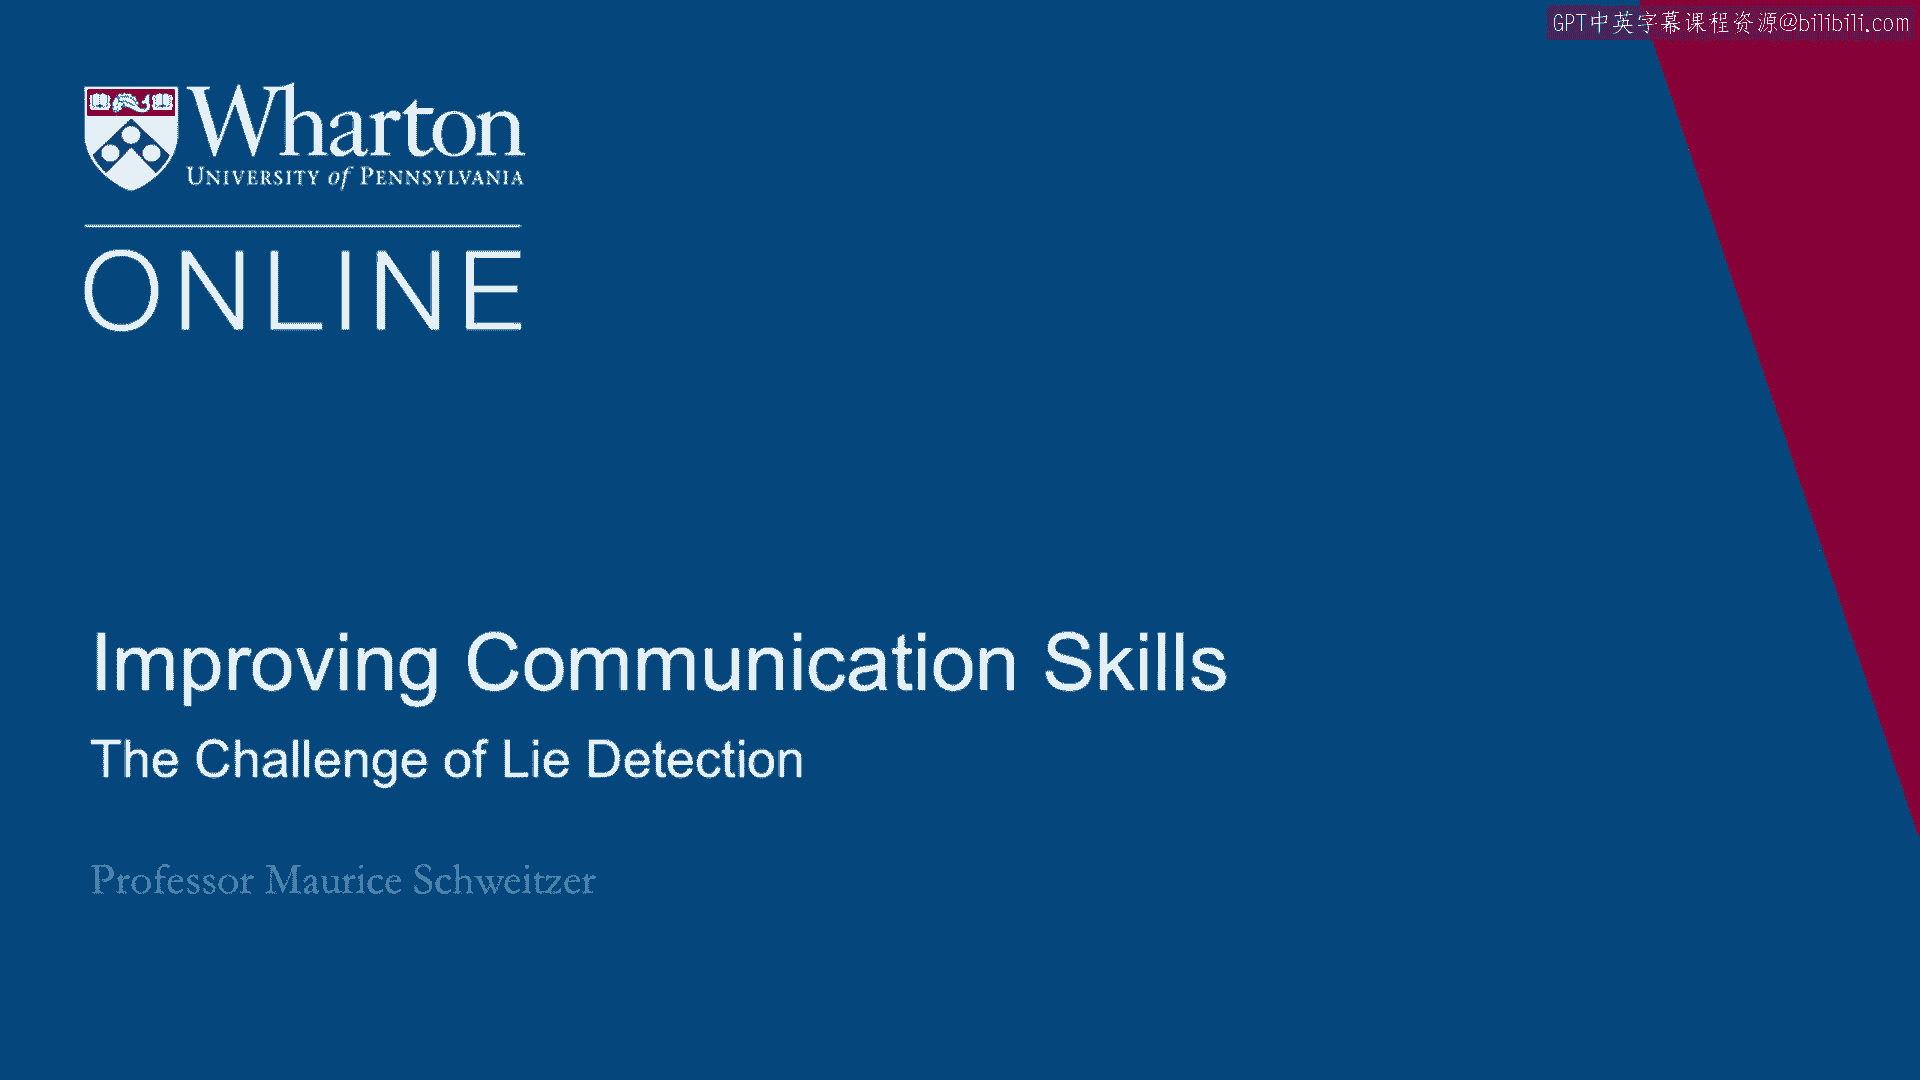 GPT中英字幕课程资源@bilibili.com
Wharton
UNIVERSITY of PENNSYLVANIA
ONLINE
Improving Communication Skills
The Challenge of Lie Detection
Professor Maurice Schweitzer